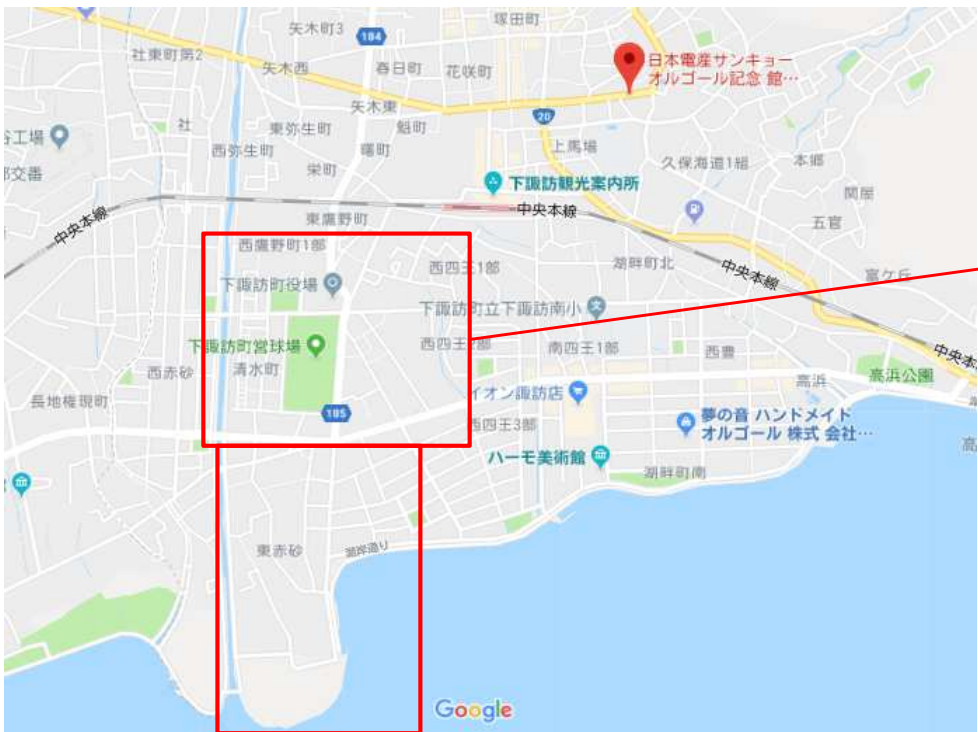 塚田町
矢木町3
184
社東町第2
矢木西
春日町
花咲町
日本電産サンキョー
オルゴール記念 館…
矢木東
20
社
東弥生町
魁町
谷工場
西弥生町
曙町
上馬場
部交番
栄町
久保海道1組
本郷
下諏訪観光案内所
関屋
中央本線
東鷹野町
中央本線
五官
西鷹野町1部
西四王1部
湖畔町北
中央本線
富ケ丘
下諏訪町役場
下諏訪町立下諏訪南小
下諏訪町営球場
西四王2部
南四王1部
西豊
中央本線
西赤砂
清水町
高浜
高浜公園
長地権現町
185
イオン諏訪店
夢の音 ハンドメイド
オルゴール 株式 会社…
西四王3部
ハーモ美術館
湖畔町南
東赤砂
湖岸通り
Google